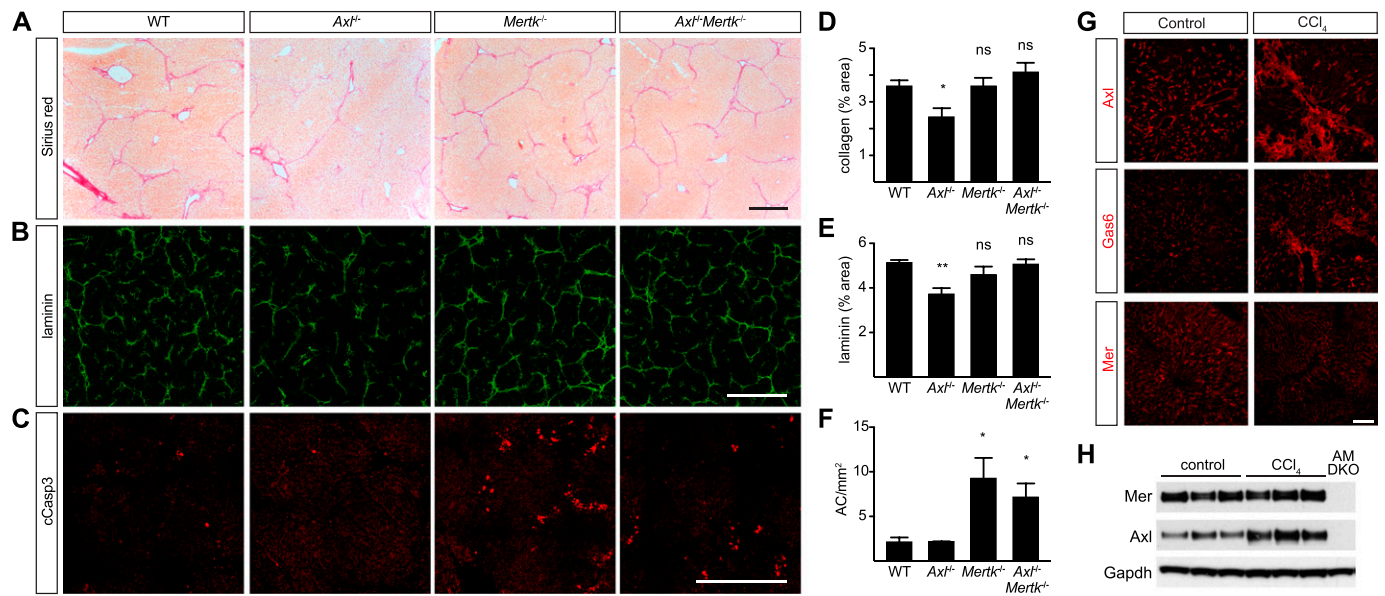 A
WT
Axl-/-
Mertk-/-
Axl-/-Mertk-/-
Sirius red
B
laminin
C
cCasp3
D
collagen (% area)
5
3
1
*
ns
ns
WT
Axl-/-
Mertk-/-
Axl-/-
Mertk-/-
E
laminin (% area)
6
4
2
**
ns
ns
WT
Axl-/-
Mertk-/-
Axl-/-
Mertk-/-
F
AC/mm²
15
10
5
*
*
WT
Axl-/-
Mertk-/-
Axl-/-
Mertk-/-
G
Control
CCl₄
Axl
Gas6
Mer
H
control
CCl₄
AM
DKO
Mer
Axl
Gapdh